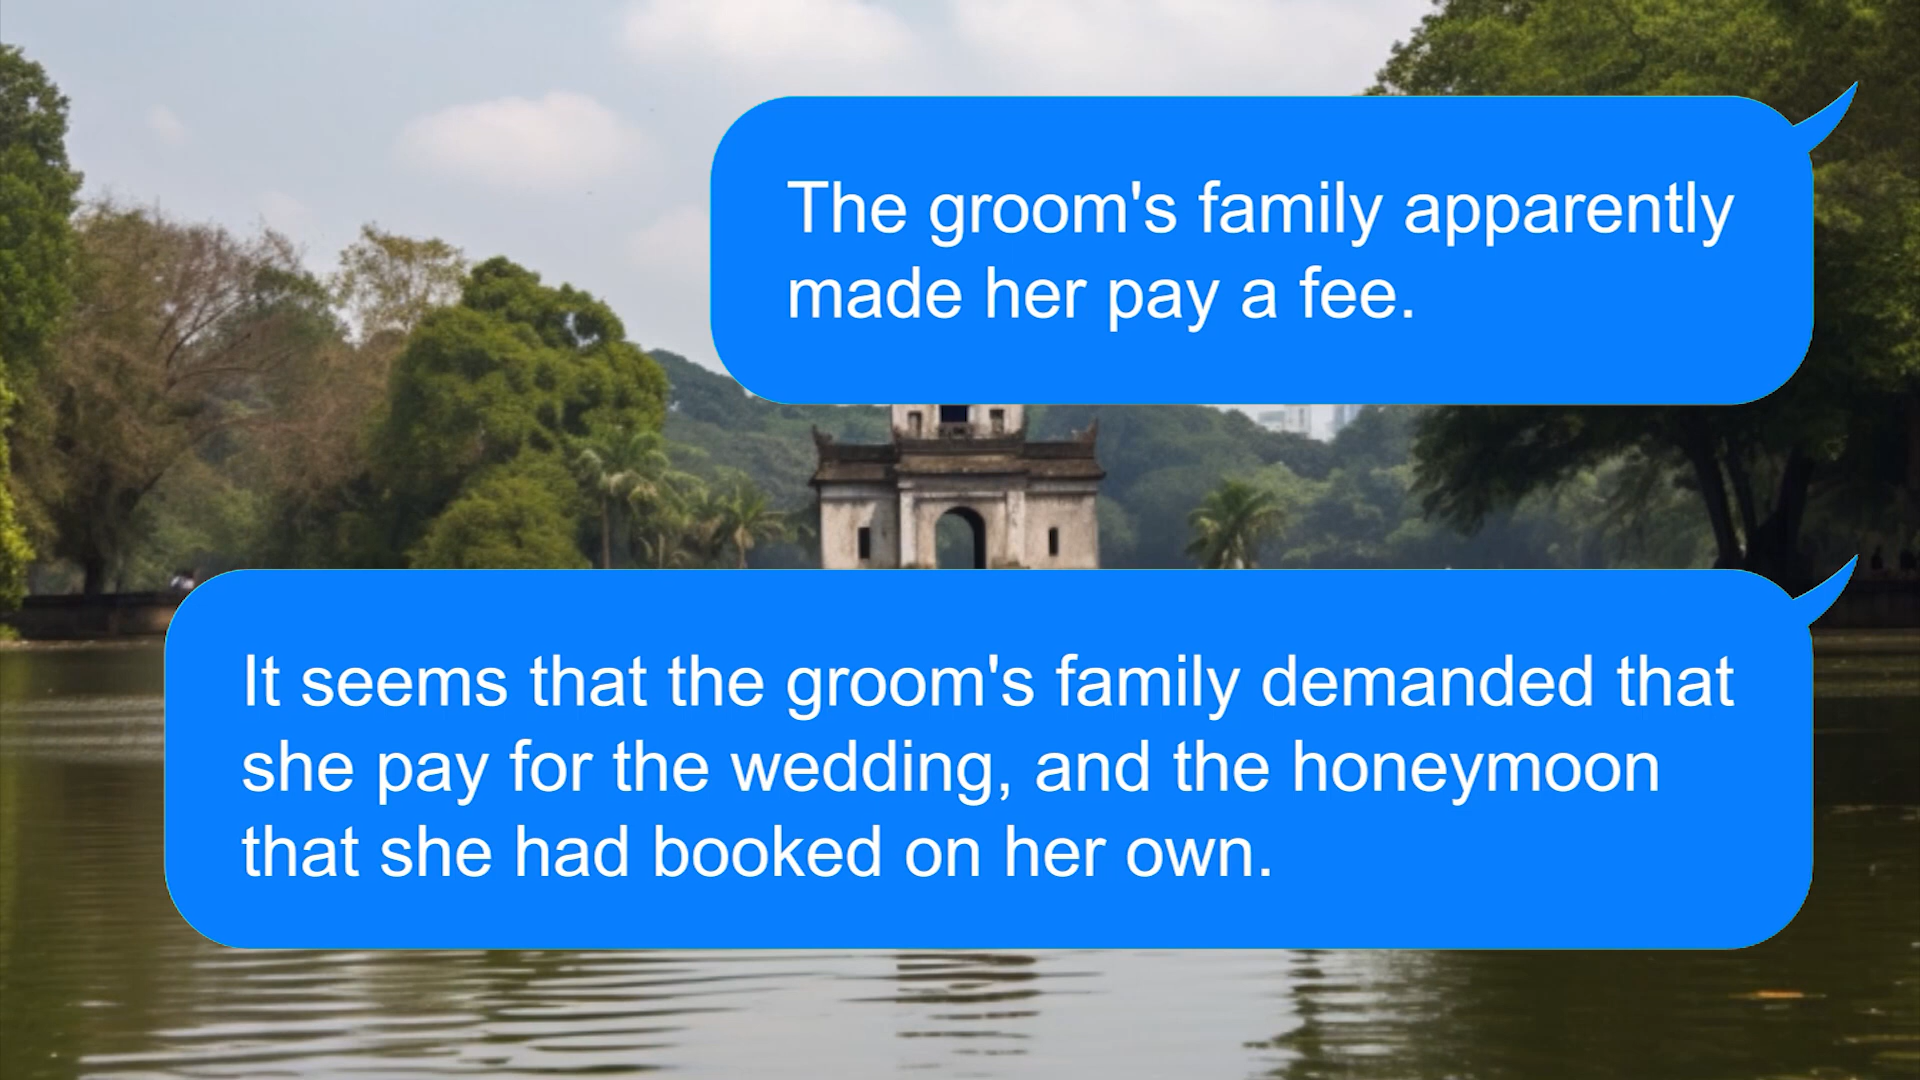 The groom's family apparently
made her pay a fee.
It seems that the groom's family demanded that
she pay for the wedding, and the honeymoon
that she had booked on her own.